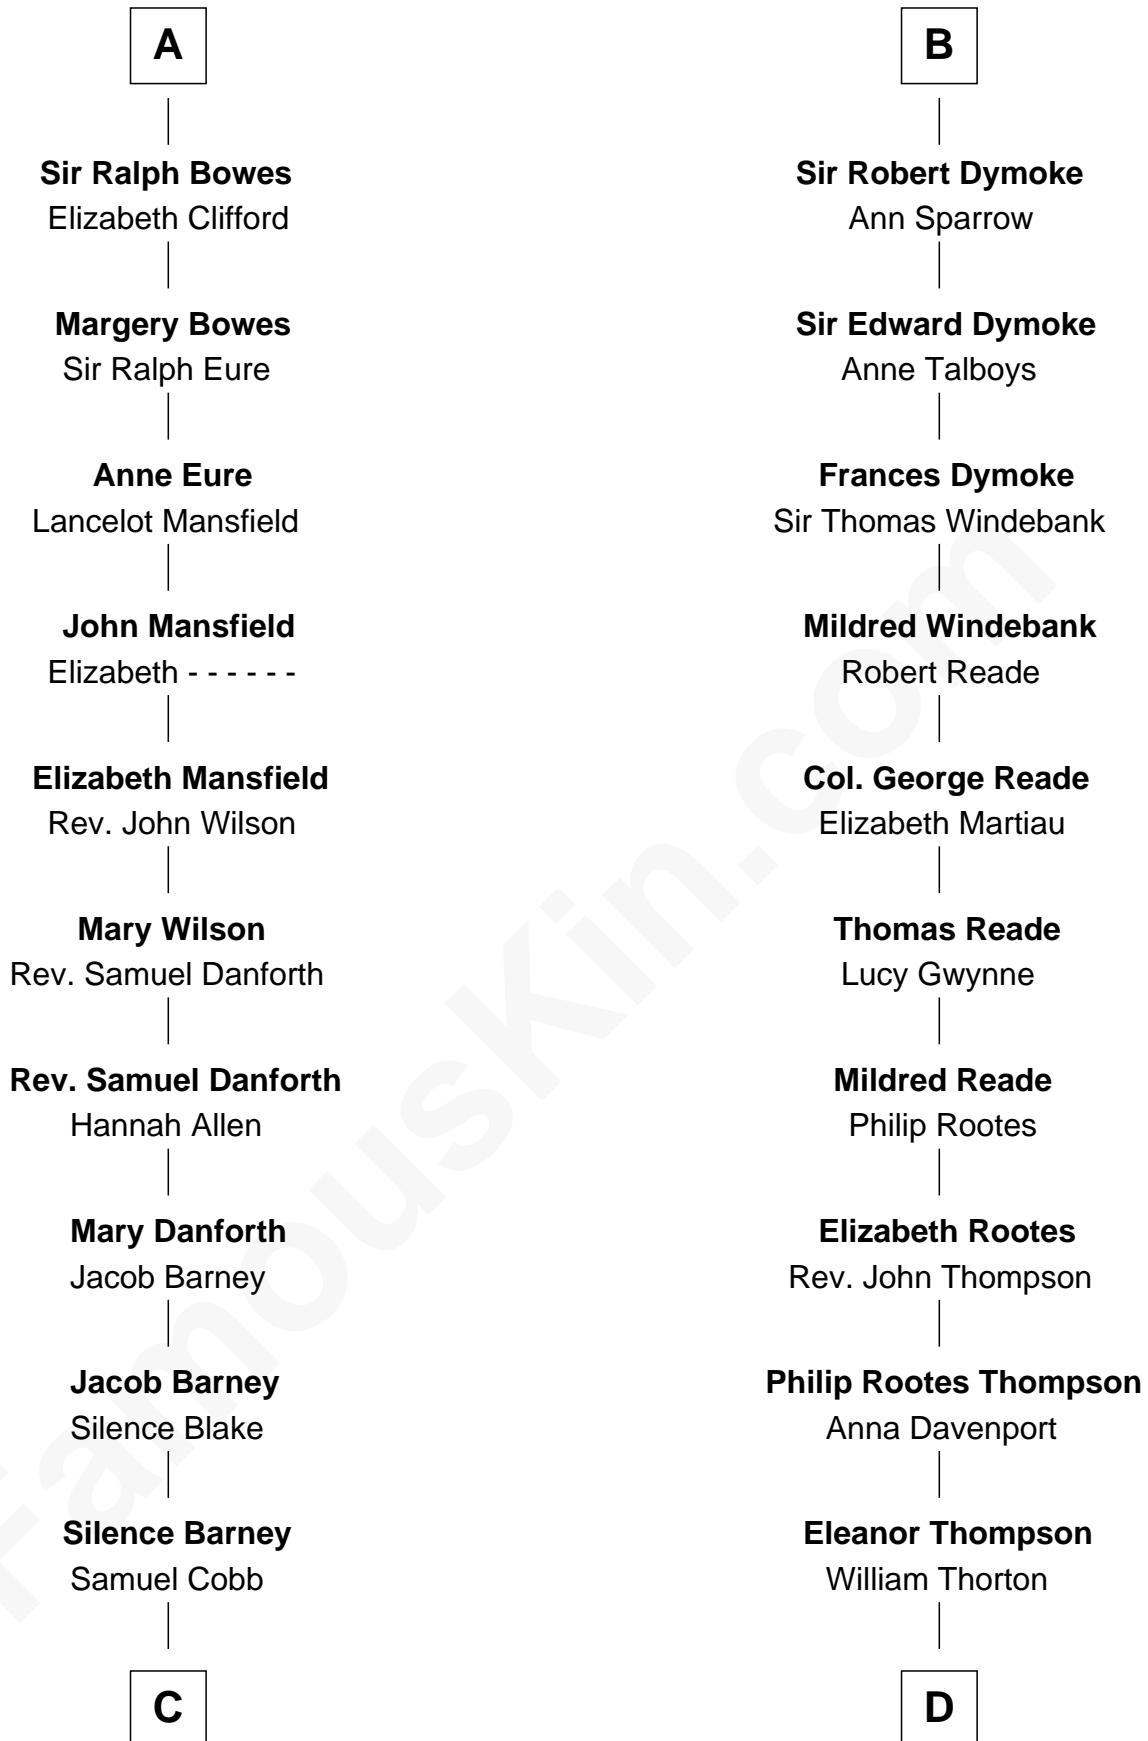 A
Sir Ralph Bowes
Elizabeth Clifford
Margery Bowes
Sir Ralph Eure
Anne Eure
Lancelot Mansfield
John Mansfield
Elizabeth - - - - - -
Elizabeth Mansfield
Rev. John Wilson
Mary Wilson
Rev. Samuel Danforth
Rev. Samuel Danforth
Hannah Allen
Mary Danforth
Jacob Barney
Jacob Barney
Silence Blake
Silence Barney
Samuel Cobb
C
B
Sir Robert Dymoke
Ann Sparrow
Sir Edward Dymoke
Anne Talboys
Frances Dymoke
Sir Thomas Windebank
Mildred Windebank
Robert Reade
Col. George Reade
Elizabeth Martiau
Thomas Reade
Lucy Gwynne
Mildred Reade
Philip Rootes
Elizabeth Rootes
Rev. John Thompson
Philip Rootes Thompson
Anna Davenport
Eleanor Thompson
William Thorton
D
FamousKin.com